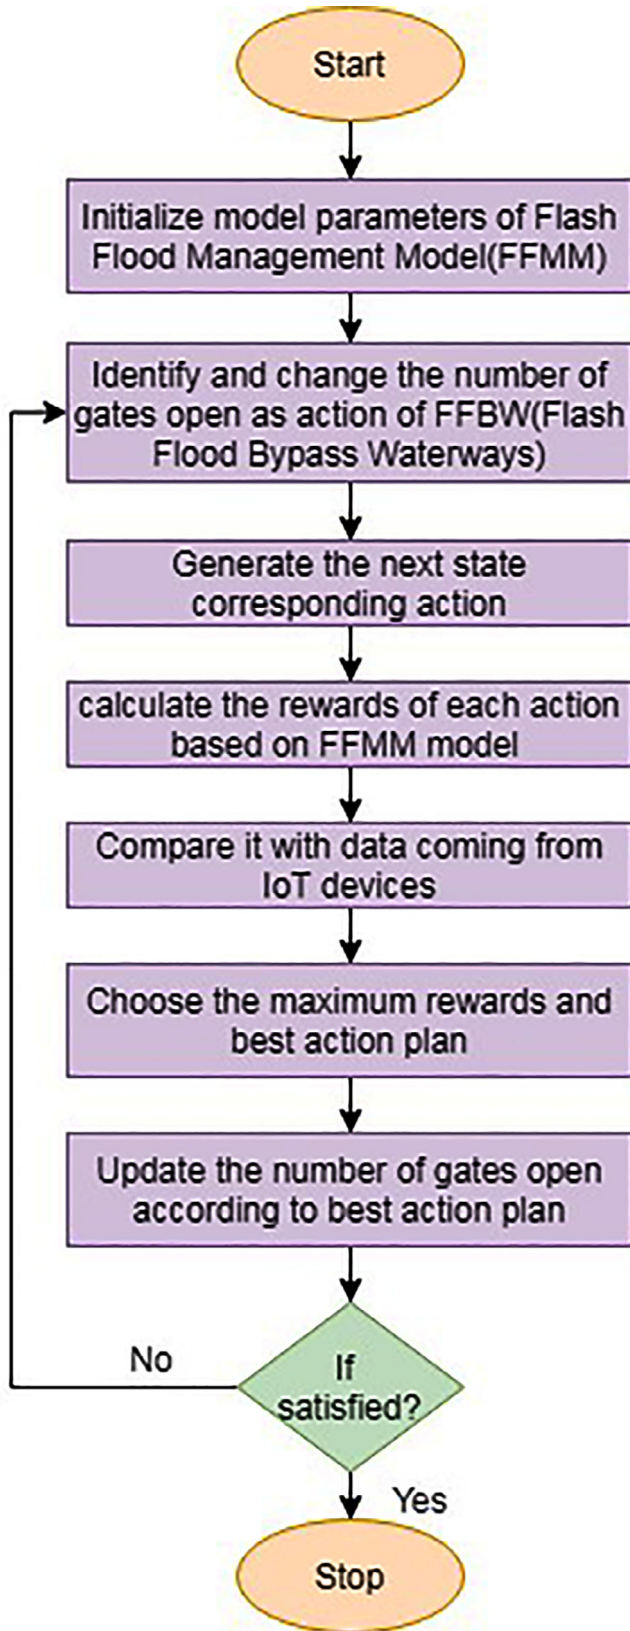 Start
Initialize model parameters of Flash
Flood Management Model(FFMM)
Identify and change the number of
gates open as action of FFBW(Flash
Flood Bypass Waterways)
Generate the next state
corresponding action
calculate the rewards of each action
based on FFMM model
Compare it with data coming from
IoT devices
Choose the maximum rewards and
best action plan
Update the number of gates open
according to best action plan
No
If
satisfied?
Yes
Stop